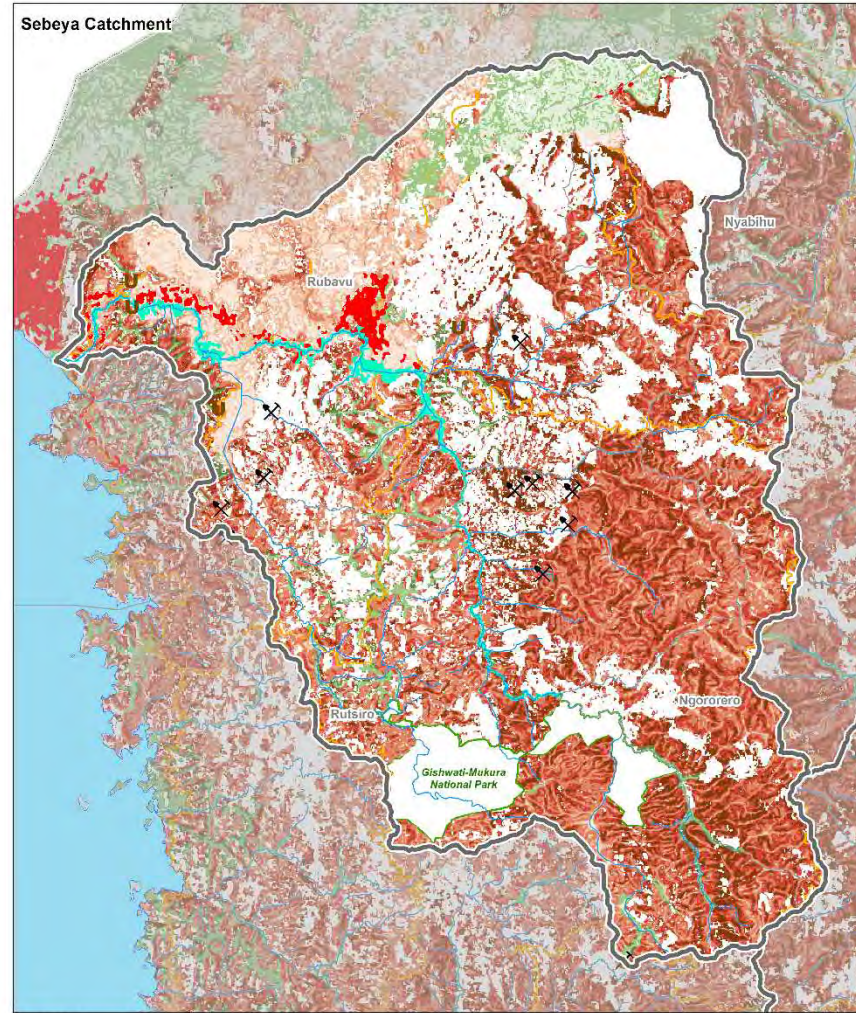 Sebeya Catchment
Nyabihu
Rubavu
Ngororero
Rutsiro
Gishwati-Mukura
National Park